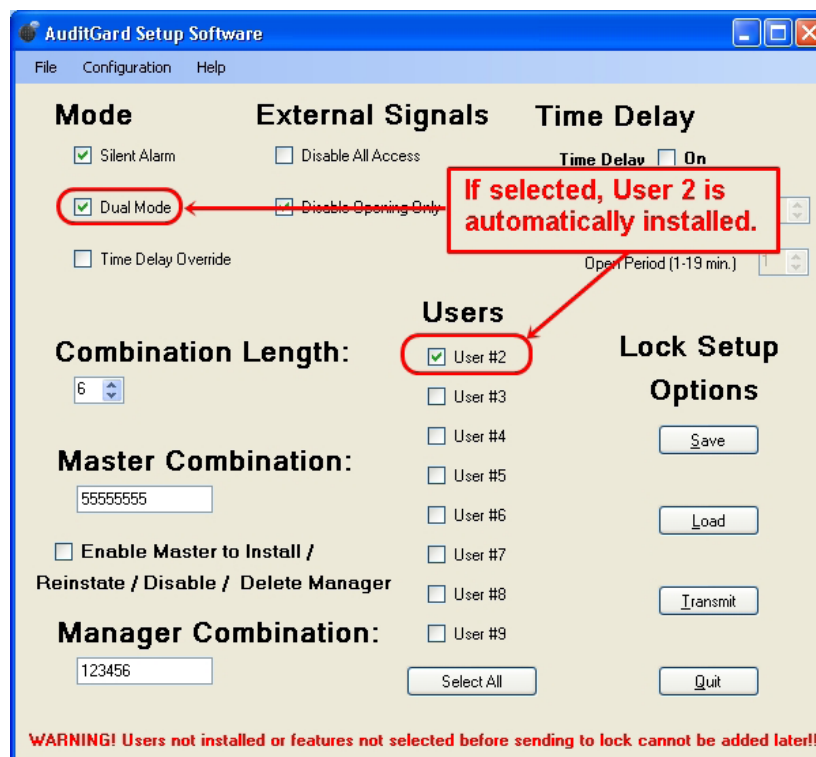 AuditGard Setup Software
File Configuration Help
Mode
External Signals
Time Delay
Silent Alarm
Disable All Access
Time Delay On
Dual Mode
Disable Opening Only
If selected, User 2 is
automatically installed.
Time Delay Override
Open Period (1-19 min.) 1
Users
Combination Length:
6
User #2
User #3
User #4
User #5
User #6
User #7
User #8
User #9
Select All
Lock Setup
Options
Save
Load
Transmit
Quit
Master Combination:
55555555
Enable Master to Install /
Reinstate / Disable / Delete Manager
Manager Combination:
123456
WARNING! Users not installed or features not selected before sending to lock cannot be added later!!